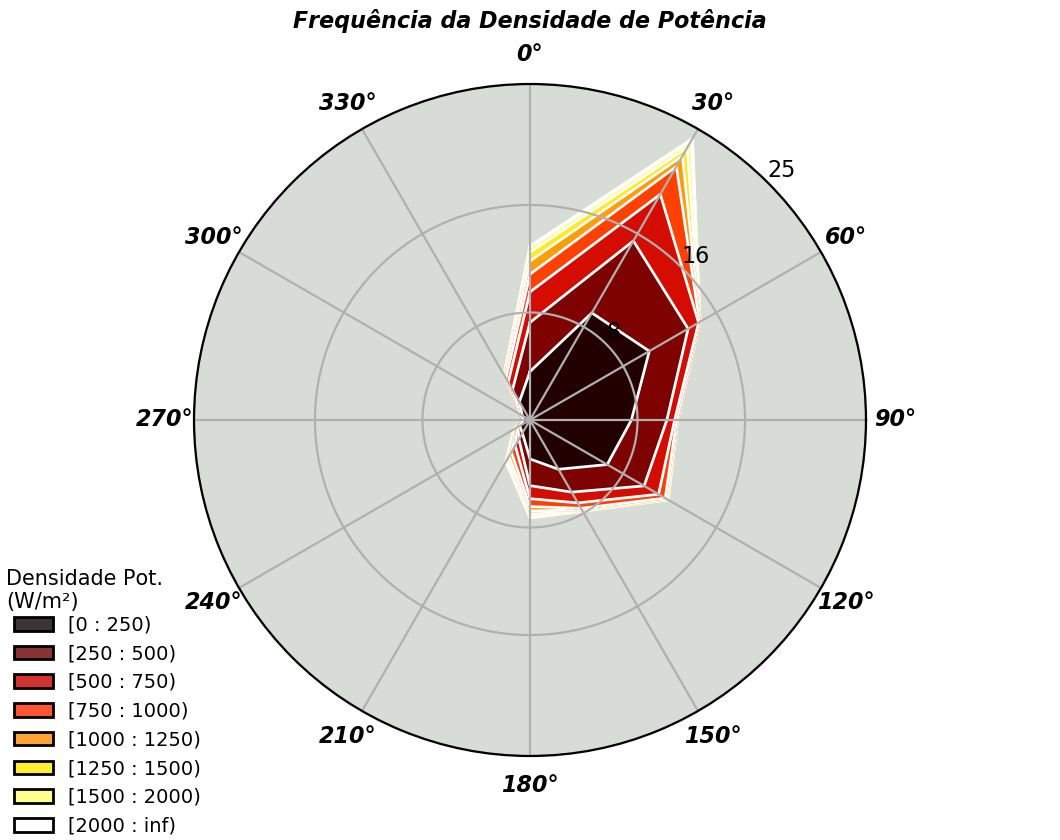 Frequência da Densidade de Potência
0°
330°
30°
25
300°
60°
16
8
270°
90°
240°
120°
210°
150°
180°
Densidade Pot.
(W/m²)
[0 : 250)
[250 : 500)
[500 : 750)
[750 : 1000)
[1000 : 1250)
[1250 : 1500)
[1500 : 2000)
[2000 : inf)